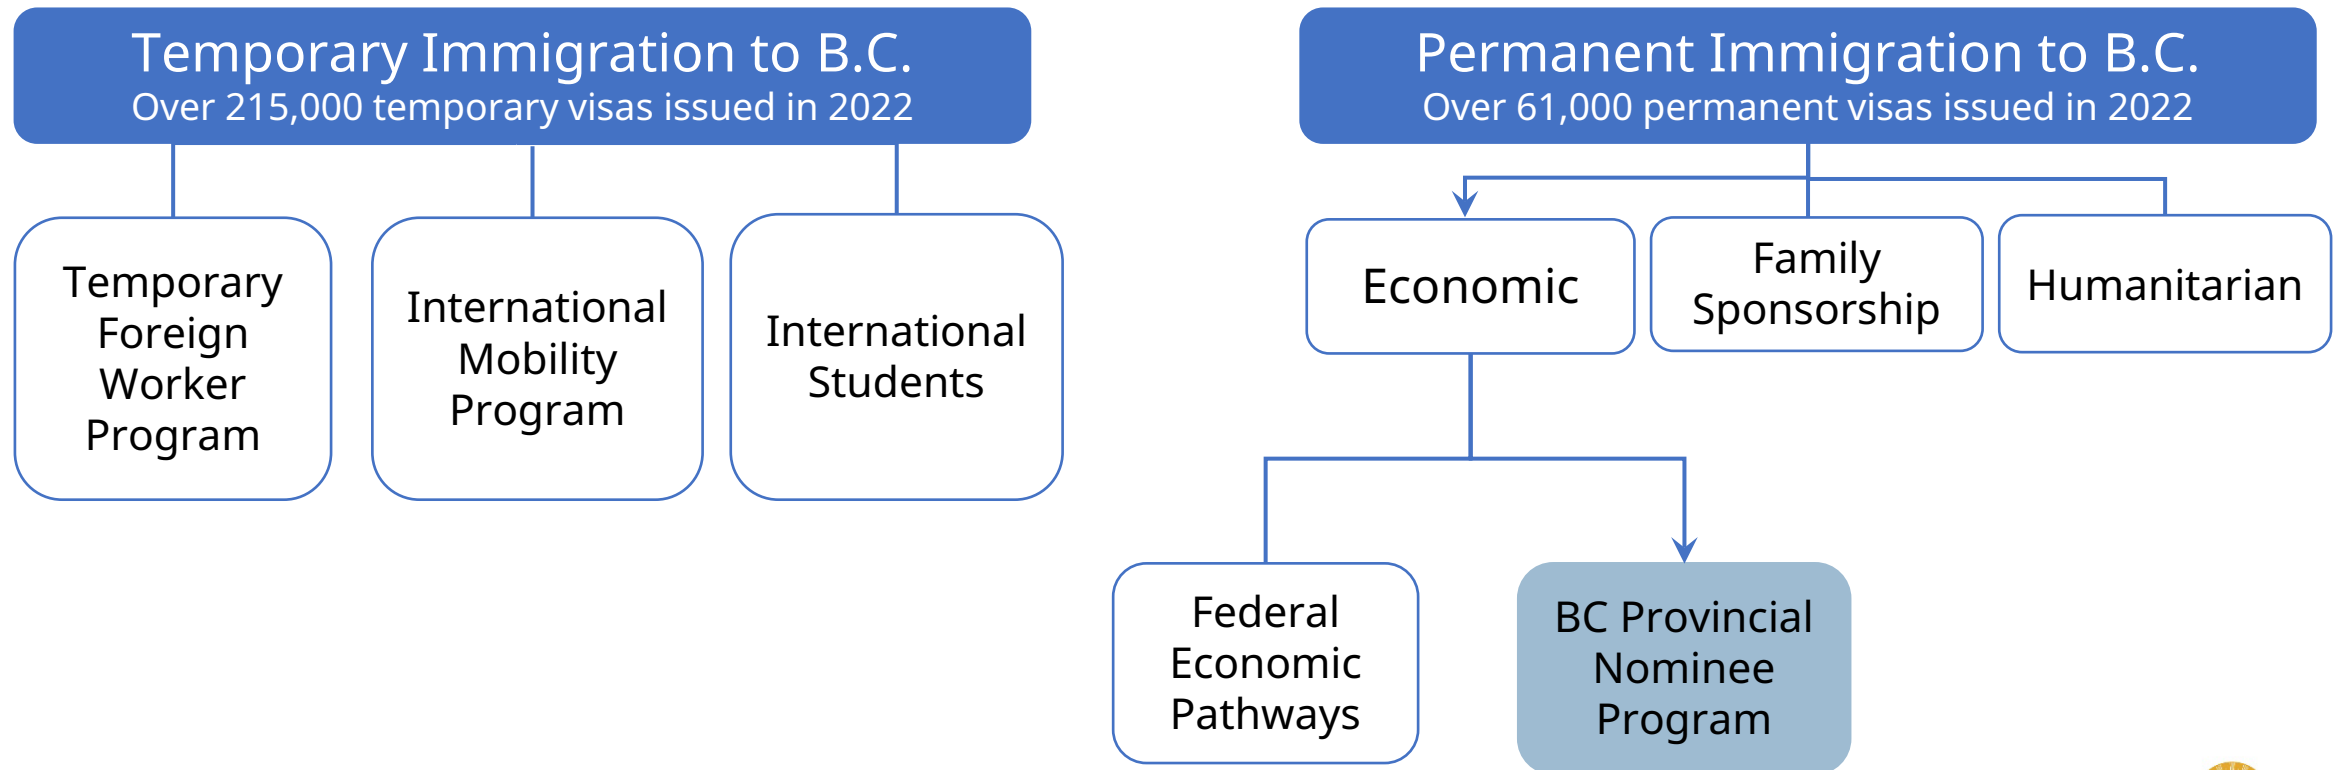 Temporary Immigration to B.C.
Over 215,000 temporary visas issued in 2022
Temporary
Foreign
Worker
Program
International
Mobility
Program
International
Students
Permanent Immigration to B.C.
Over 61,000 permanent visas issued in 2022
Economic
Family
Sponsorship
Humanitarian
Federal
Economic
Pathways
BC Provincial
Nominee
Program